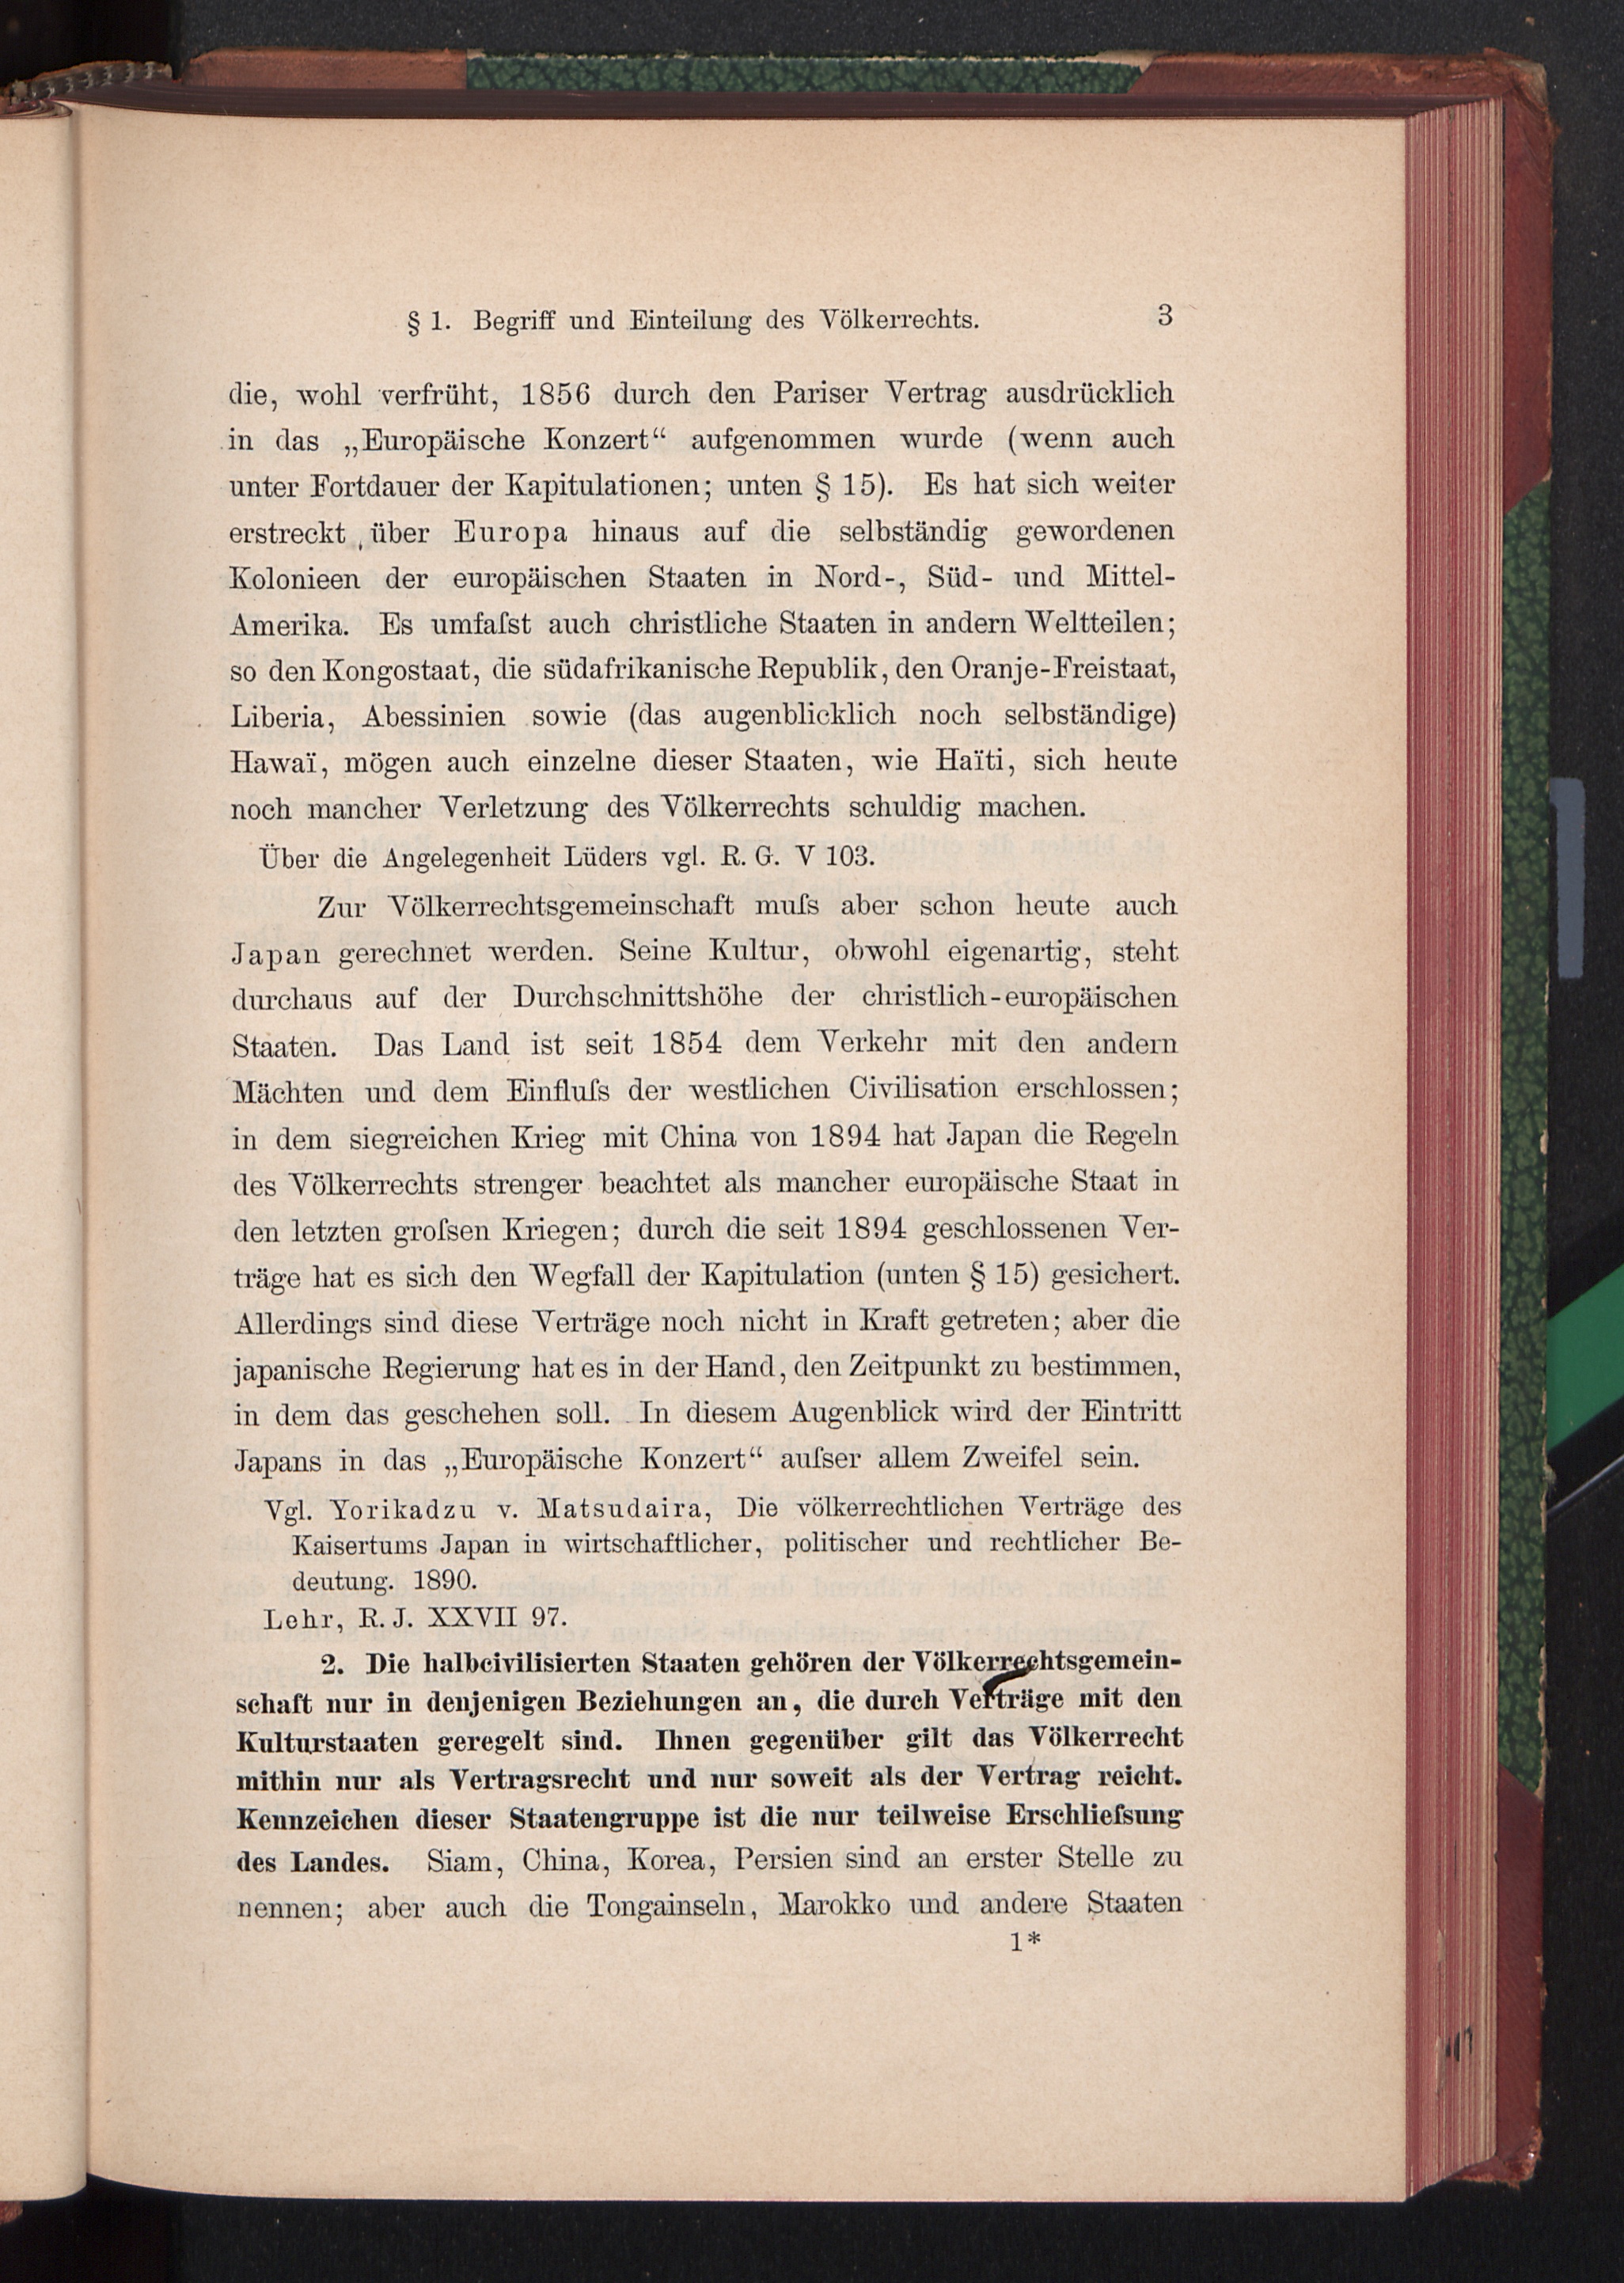 § 1. Begriff und Einteilung des Völkerrechts. 3
die, wohl verfrüht, 1856 durch den Pariser Vertrag ausdrücklich
in das „Europäische Konzert“ aufgenommen wurde (wenn auch
unter Fortdauer der Kapitulationen; unten § 15). Es hat sich weiter
erstreckt über Europa hinaus auf die selbständig gewordenen
Kolonieen der europäischen Staaten in Nord-, Süd- und Mittel-
Amerika. Es umfaſst auch christliche Staaten in andern Weltteilen;
so den Kongostaat, die südafrikanische Republik, den Oranje-Freistaat,
Liberia, Abessinien sowie (das augenblicklich noch selbständige)
Hawaï, mögen auch einzelne dieser Staaten, wie Haïti, sich heute
noch mancher Verletzung des Völkerrechts schuldig machen.
Über die Angelegenheit Lüders vgl. R. G. V 103.
Zur Völkerrechtsgemeinschaft muſs aber schon heute auch
Japan gerechnet werden. Seine Kultur, obwohl eigenartig, steht
durchaus auf der Durchschnittshöhe der christlich-europäischen
Staaten. Das Land ist seit 1854 dem Verkehr mit den andern
Mächten und dem Einfluſs der westlichen Civilisation erschlossen;
in dem siegreichen Krieg mit China von 1894 hat Japan die Regeln
des Völkerrechts strenger beachtet als mancher europäische Staat in
den letzten groſsen Kriegen; durch die seit 1894 geschlossenen Ver-
träge hat es sich den Wegfall der Kapitulation (unten § 15) gesichert.
Allerdings sind diese Verträge noch nicht in Kraft getreten; aber die
japanische Regierung hat es in der Hand, den Zeitpunkt zu bestimmen,
in dem das geschehen soll. In diesem Augenblick wird der Eintritt
Japans in das „Europäische Konzert“ auſser allem Zweifel sein.
Vgl. Yorikadzu v. Matsudaira, Die völkerrechtlichen Verträge des
Kaisertums Japan in wirtschaftlicher, politischer und rechtlicher Be-
deutung. 1890.
Lehr, R. J. XXVII 97.
2. Die halbcivilisierten Staaten gehören der Völkerrechtsgemein-
schaft nur in denjenigen Beziehungen an, die durch Verträge mit den
Kulturstaaten geregelt sind. Ihnen gegenüber gilt das Völkerrecht
mithin nur als Vertragsrecht und nur soweit als der Vertrag reicht.
Kennzeichen dieser Staatengruppe ist die nur teilweise Erschlieſsung
des Landes. Siam, China, Korea, Persien sind an erster Stelle zu
nennen; aber auch die Tongainseln, Marokko und andere Staaten
1*